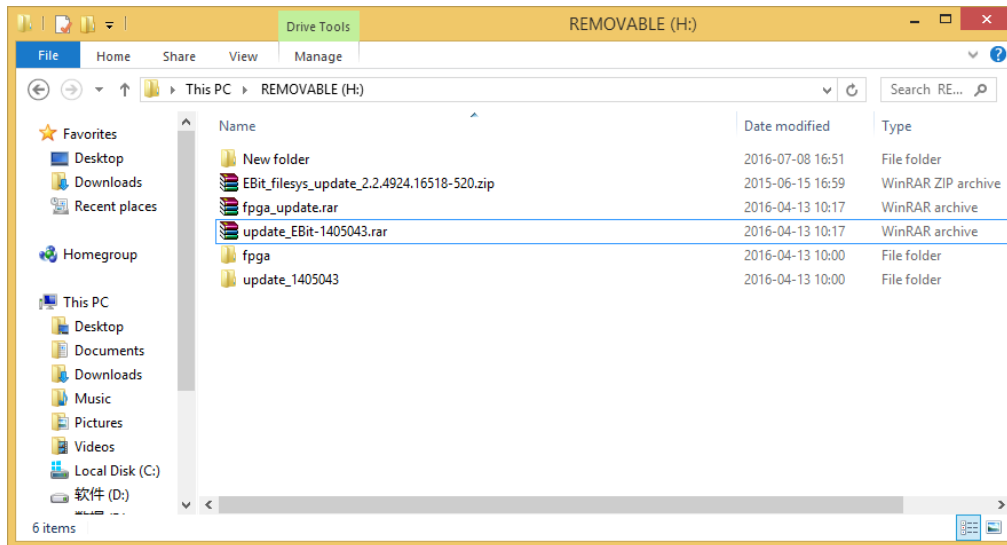 Drive Tools REMOVABLE (H:)
File Home Share View Manage
This PC REMOVABLE (H:) Search RE...
Favorites
Desktop
Downloads
Recent places
Homegroup
This PC
Desktop
Documents
Downloads
Music
Pictures
Videos
Local Disk (C:)
软件 (D:)
Name Date modified Type
New folder 2016-07-08 16:51 File folder
EBit_filesys_update_2.2.4924.16518-520.zip 2015-06-15 16:59 WinRAR ZIP archive
fpga_update.rar 2016-04-13 10:17 WinRAR archive
update_EBit-1405043.rar 2016-04-13 10:17 WinRAR archive
fpga 2016-04-13 10:00 File folder
update_1405043 2016-04-13 10:00 File folder
6 items